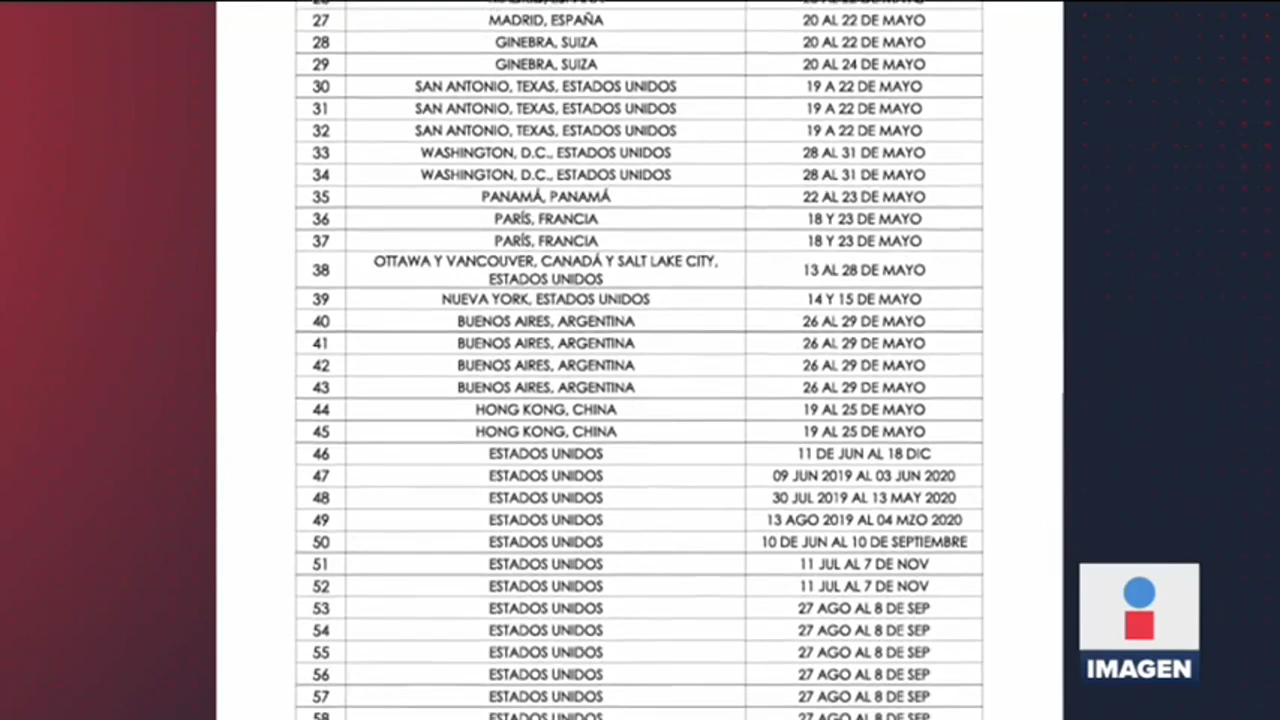 27 MADRID, ESPAÑA 20 AL 22 DE MAYO
28 GINEBRA, SUIZA 20 AL 22 DE MAYO
29 GINEBRA, SUIZA 20 AL 24 DE MAYO
30 SAN ANTONIO, TEXAS, ESTADOS UNIDOS 19 A 22 DE MAYO
31 SAN ANTONIO, TEXAS, ESTADOS UNIDOS 19 A 22 DE MAYO
32 SAN ANTONIO, TEXAS, ESTADOS UNIDOS 19 A 22 DE MAYO
33 WASHINGTON, D.C., ESTADOS UNIDOS 28 AL 31 DE MAYO
34 WASHINGTON, D.C., ESTADOS UNIDOS 28 AL 31 DE MAYO
35 PANAMÁ, PANAMÁ 22 AL 23 DE MAYO
36 PARÍS, FRANCIA 18 Y 23 DE MAYO
37 PARÍS, FRANCIA 18 Y 23 DE MAYO
38 OTTAWA Y VANCOUVER, CANADÁ Y SALT LAKE CITY, 13 AL 28 DE MAYO
ESTADOS UNIDOS
39 NUEVA YORK, ESTADOS UNIDOS 14 Y 15 DE MAYO
40 BUENOS AIRES, ARGENTINA 26 AL 29 DE MAYO
41 BUENOS AIRES, ARGENTINA 26 AL 29 DE MAYO
42 BUENOS AIRES, ARGENTINA 26 AL 29 DE MAYO
43 BUENOS AIRES, ARGENTINA 26 AL 29 DE MAYO
44 HONG KONG, CHINA 19 AL 25 DE MAYO
45 HONG KONG, CHINA 19 AL 25 DE MAYO
46 ESTADOS UNIDOS 11 DE JUN AL 18 DIC
47 ESTADOS UNIDOS 09 JUN 2019 AL 03 JUN 2020
48 ESTADOS UNIDOS 30 JUL 2019 AL 13 MAY 2020
49 ESTADOS UNIDOS 13 AGO 2019 AL 04 MZO 2020
50 ESTADOS UNIDOS 10 DE JUN AL 10 DE SEPTIEMBRE
51 ESTADOS UNIDOS 11 JUL AL 7 DE NOV
52 ESTADOS UNIDOS 11 JUL AL 7 DE NOV
53 ESTADOS UNIDOS 27 AGO AL 8 DE SEP
54 ESTADOS UNIDOS 27 AGO AL 8 DE SEP
55 ESTADOS UNIDOS 27 AGO AL 8 DE SEP
56 ESTADOS UNIDOS 27 AGO AL 8 DE SEP
57 ESTADOS UNIDOS 27 AGO AL 8 DE SEP
58 ESTADOS UNIDOS 27 AGO AL 8 DE SEP
IMAGEN